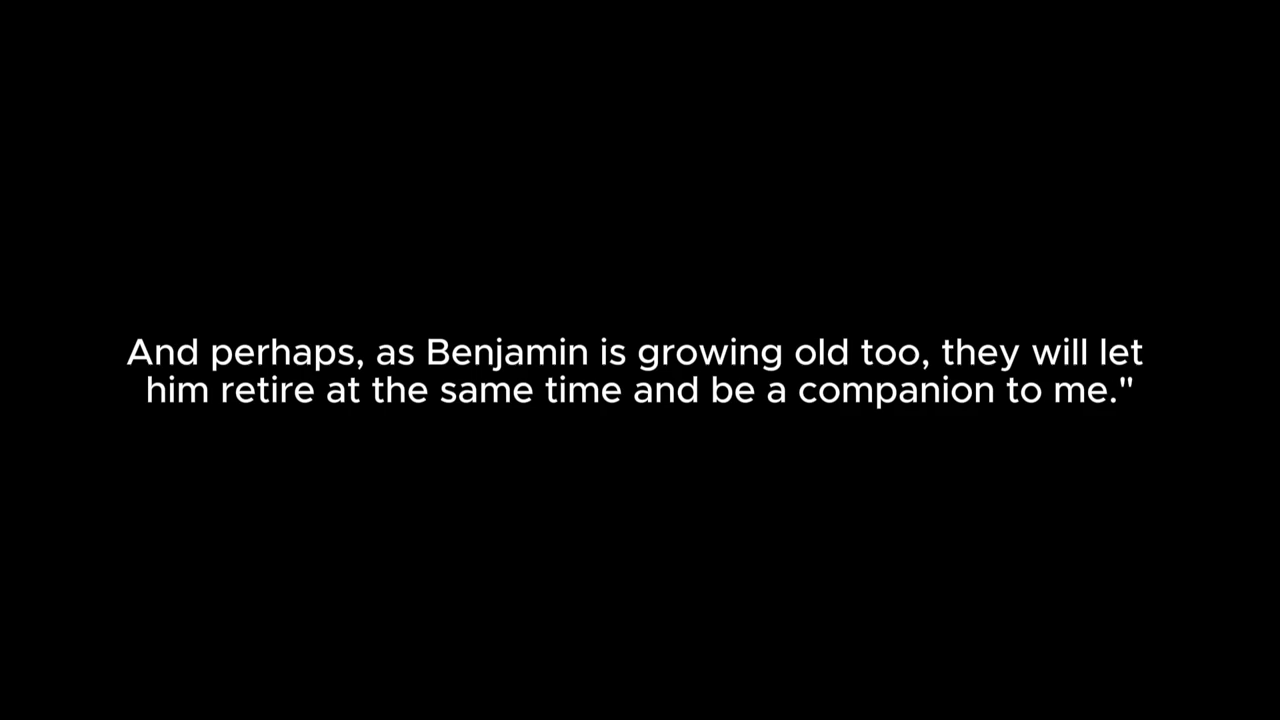 And perhaps, as Benjamin is growing old too, they will let
him retire at the same time and be a companion to me."